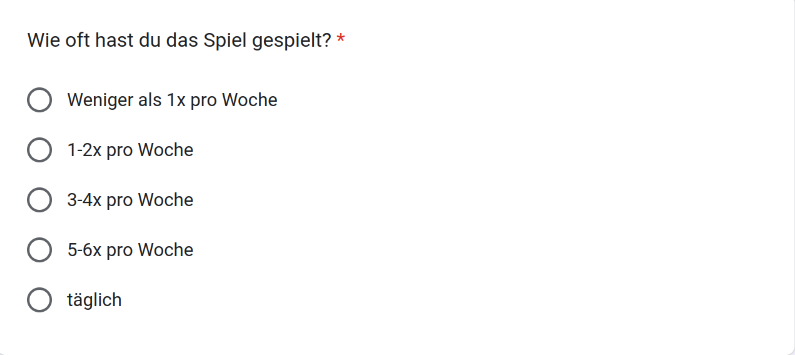 Wie oft hast du das Spiel gespielt? *
Weniger als 1x pro Woche
1-2x pro Woche
3-4x pro Woche
5-6x pro Woche
täglich